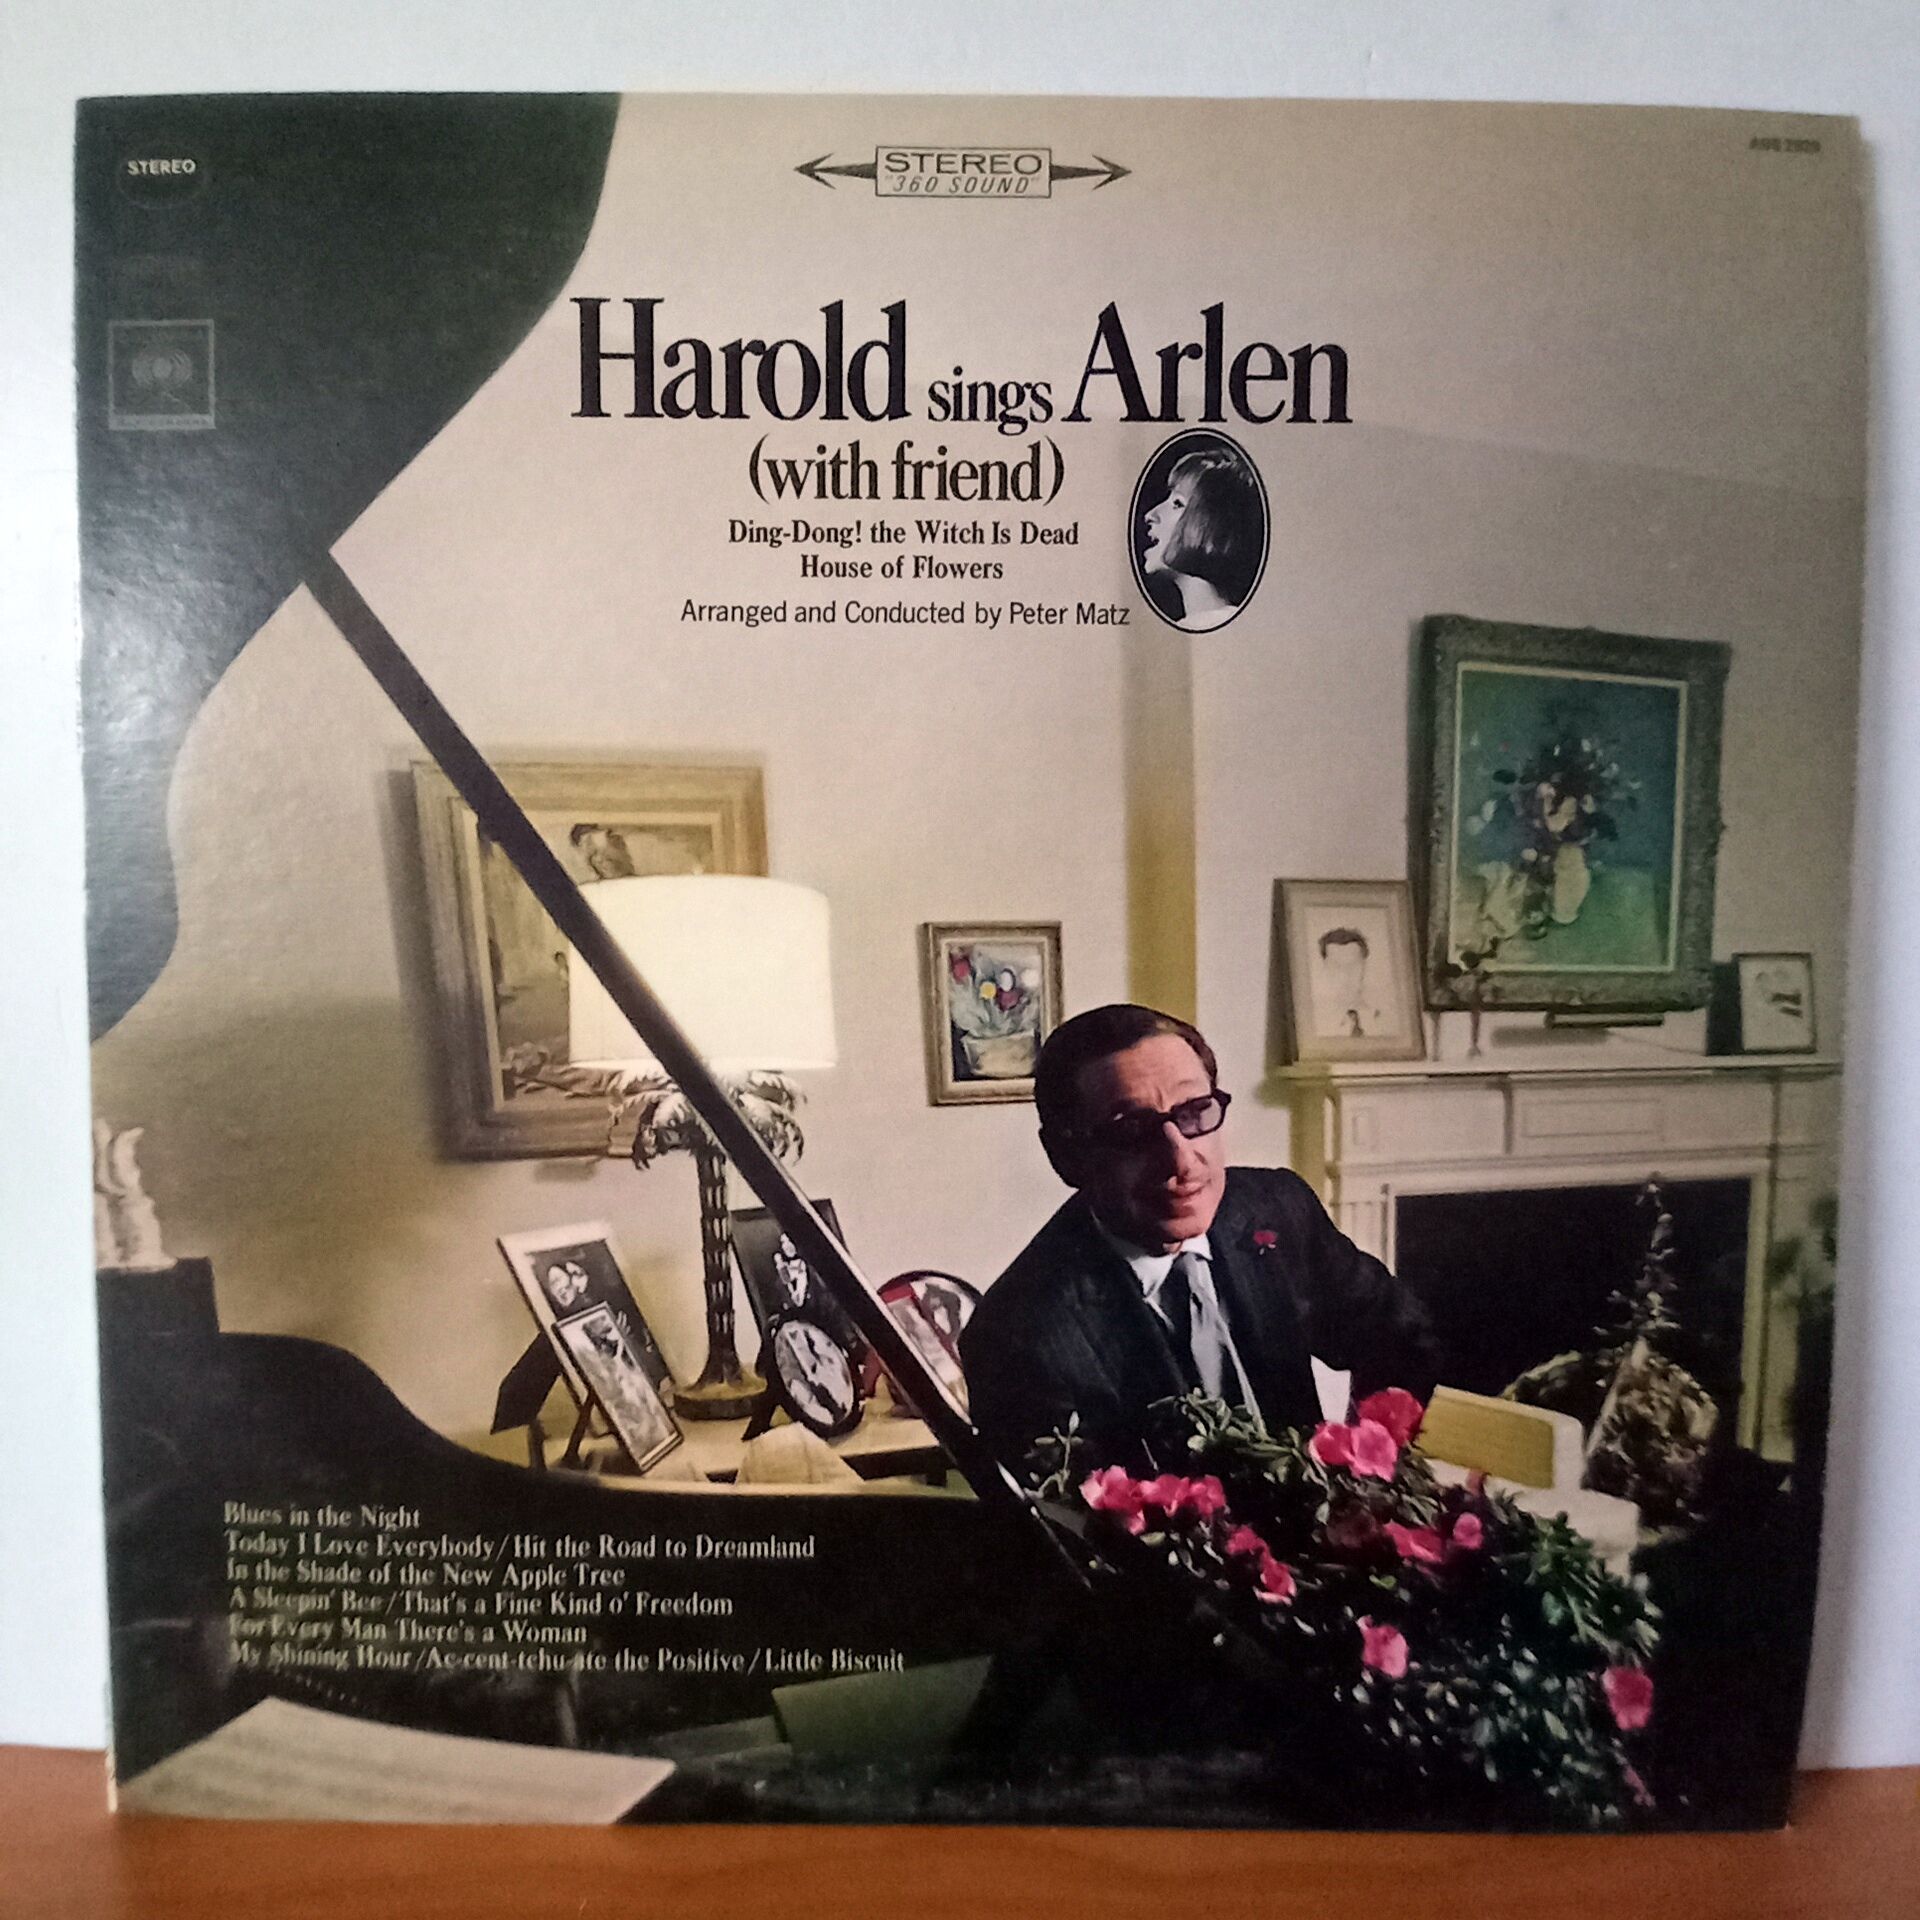 STEREO
STEREO
"360 SOUND"
Harold sings Arlen
(with friend)
Ding-Dong! the Witch Is Dead
House of Flowers
Arranged and Conducted by Peter Matz
Blues in the Night
Today I Love Everybody/Hit the Road to Dreamland
In the Shade of the New Apple Tree
A Sleepin' Bee/That's a Fine Kind o' Freedom
For Every Man There's a Woman
My Shining Hour/Ac-cent-tchu-ate the Positive/Little Biscuit